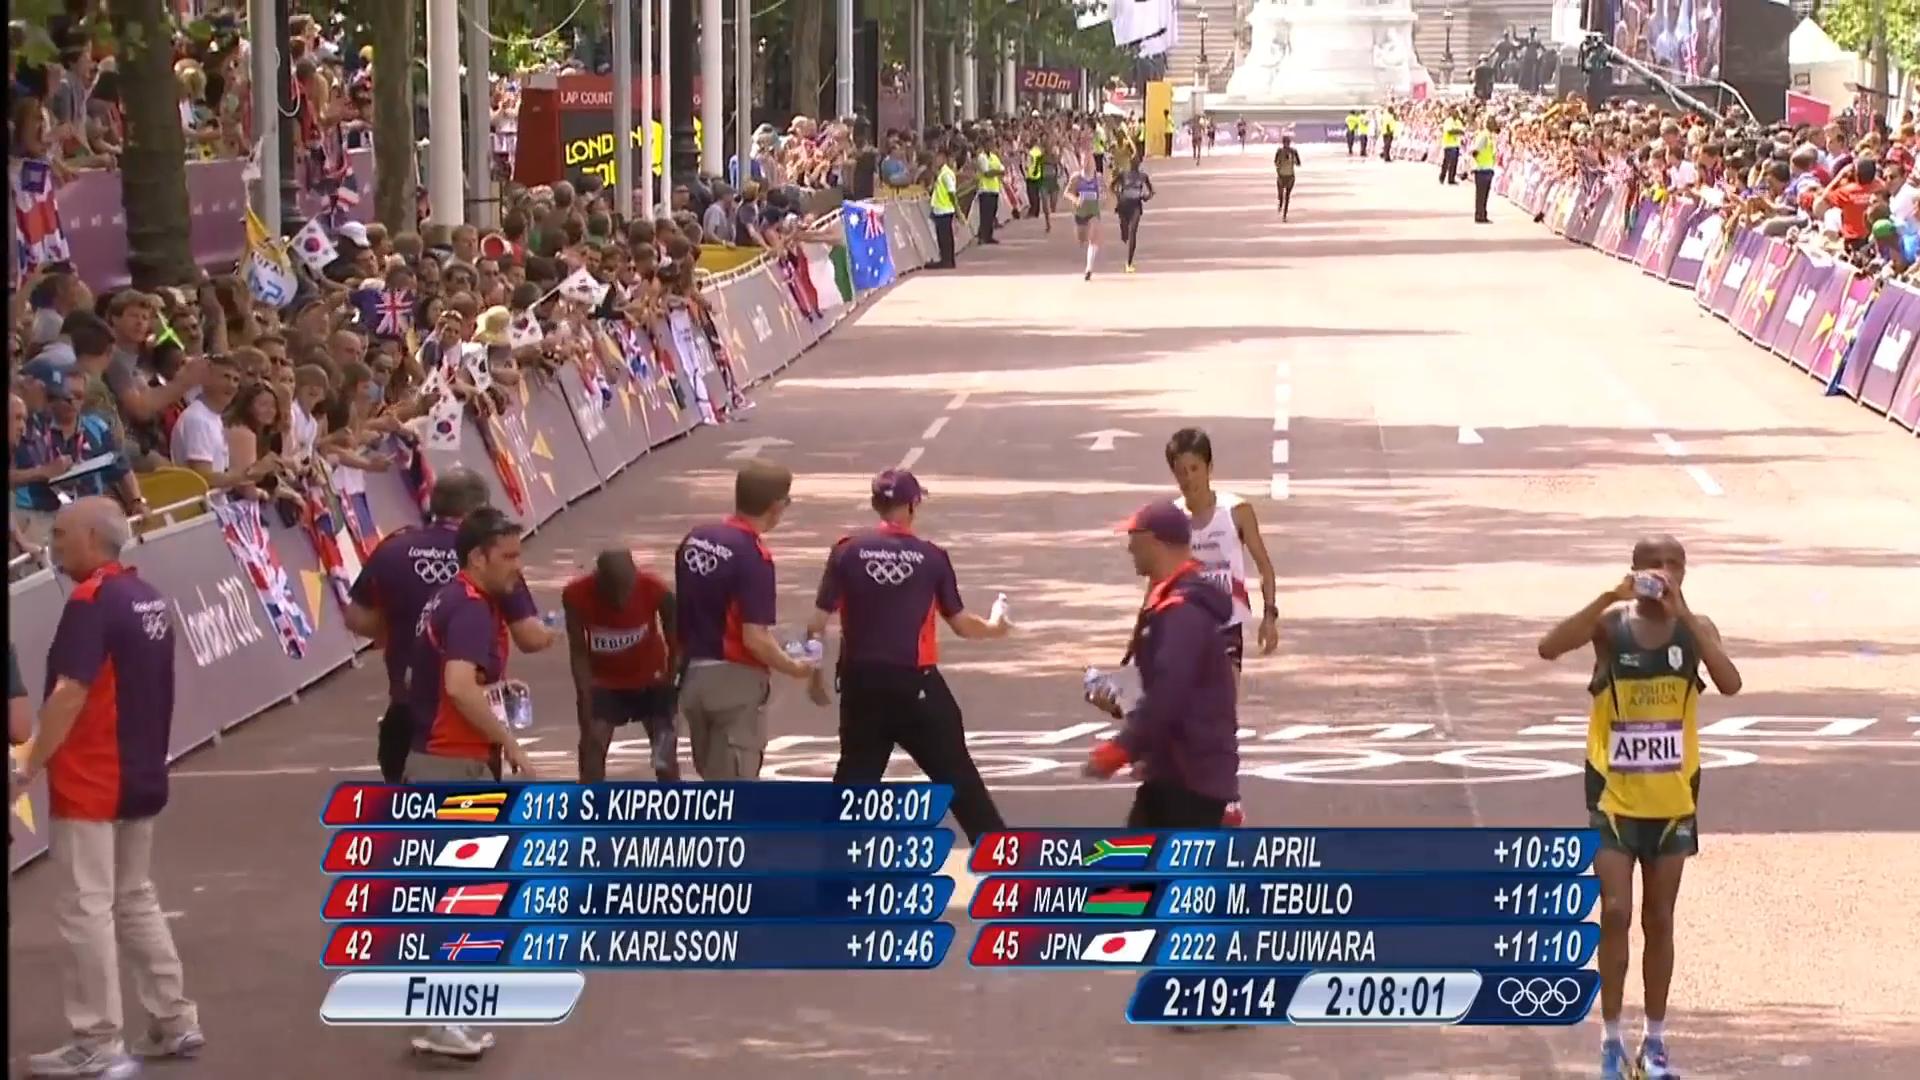 200m
LAP COUNT
LONDON
London 2012
London 2012
London 2012
London 2012
TEBULO
SOUTH
AFRICA
APRIL
1 UGA 3113 S. KIPROTICH 2:08:01
40 JPN 2242 R. YAMAMOTO +10:33
41 DEN 1548 J. FAURSCHOU +10:43
42 ISL 2117 K. KARLSSON +10:46
43 RSA 2777 L. APRIL +10:59
44 MAW 2480 M. TEBULO +11:10
45 JPN 2222 A. FUJIWARA +11:10
FINISH
2:19:14 2:08:01